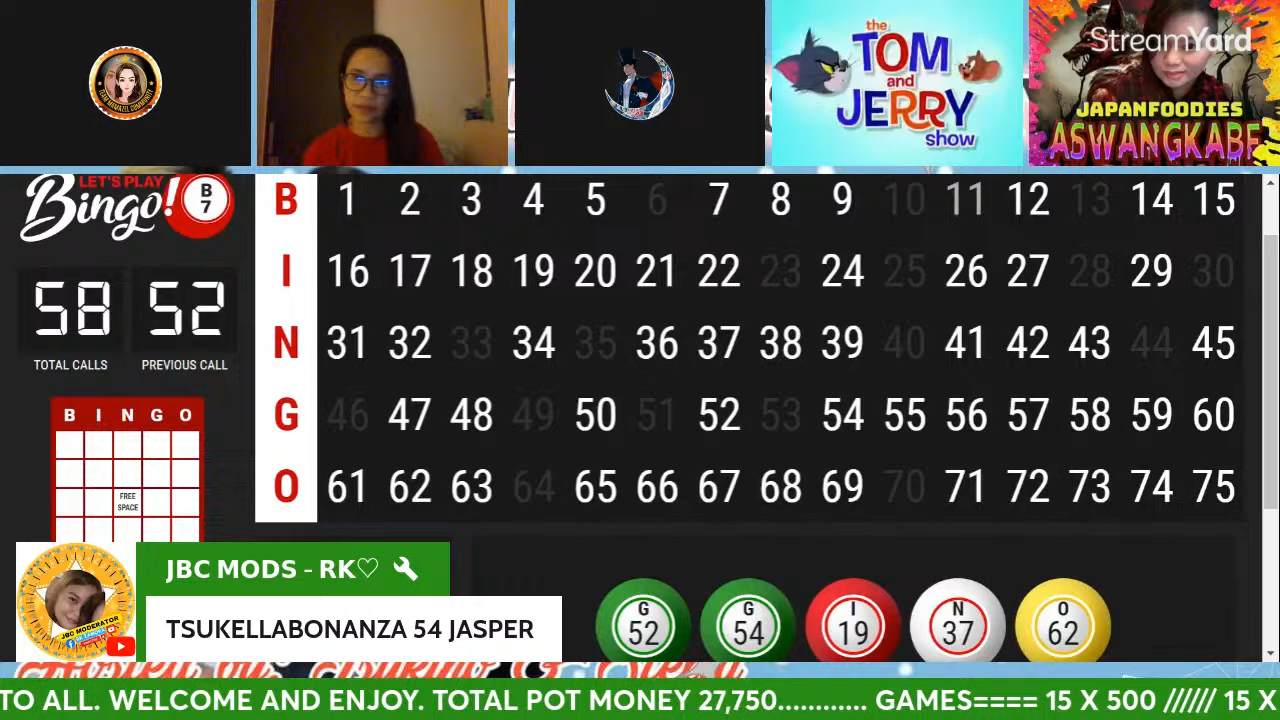 TEAM MAMAZEL COMMUNITY
the
TOM
and
JERRY
show
StreamYard
JAPANFOODIES
ASWANGKABE
LET'S PLAY
Bingo!
B
7
58
52
TOTAL CALLS
PREVIOUS CALL
B I N G O
FREE
SPACE
B 1 2 3 4 5 6 7 8 9 10 11 12 13 14 15
I 16 17 18 19 20 21 22 23 24 25 26 27 28 29 30
N 31 32 33 34 35 36 37 38 39 40 41 42 43 44 45
G 46 47 48 49 50 51 52 53 54 55 56 57 58 59 60
O 61 62 63 64 65 66 67 68 69 70 71 72 73 74 75
JBC MODERATOR
JBC MODS - RK♡
TSUKELLABONANZA 54 JASPER
G
52
G
54
I
19
N
37
O
62
TO ALL. WELCOME AND ENJOY. TOTAL POT MONEY 27,750............ GAMES==== 15 X 500 ////// 15 X